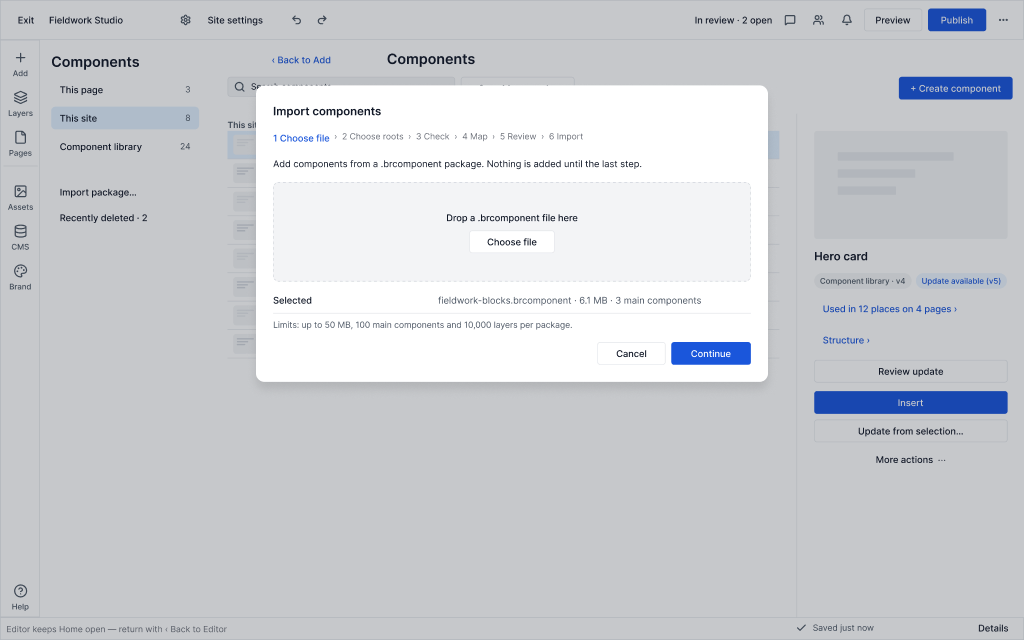 Exit Fieldwork Studio Site settings In review · 2 open Preview Publish ···
Add
Layers
Pages
Assets
CMS
Brand
Help
Components
This page 3
This site 8
Component library 24
Import package...
Recently deleted · 2
‹ Back to Add
Components
+ Create component
Import components
1 Choose file › 2 Choose roots › 3 Check › 4 Map › 5 Review › 6 Import
Add components from a .brcomponent package. Nothing is added until the last step.
Drop a .brcomponent file here
Choose file
Selected fieldwork-blocks.brcomponent · 6.1 MB · 3 main components
Limits: up to 50 MB, 100 main components and 10,000 layers per package.
Cancel Continue
Hero card
Component library · v4 Update available (v5)
Used in 12 places on 4 pages ›
Structure ›
Review update
Insert
Update from selection...
More actions ···
Editor keeps Home open — return with ‹ Back to Editor
Saved just now Details